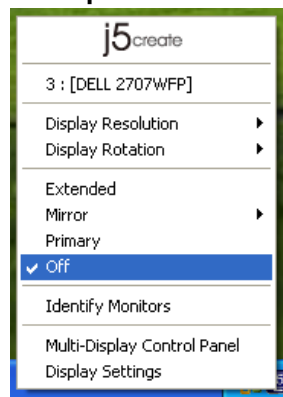 j5create
3 : [DELL 2707WFP]
Display Resolution
Display Rotation
Extended
Mirror
Primary
Off
Identify Monitors
Multi-Display Control Panel
Display Settings